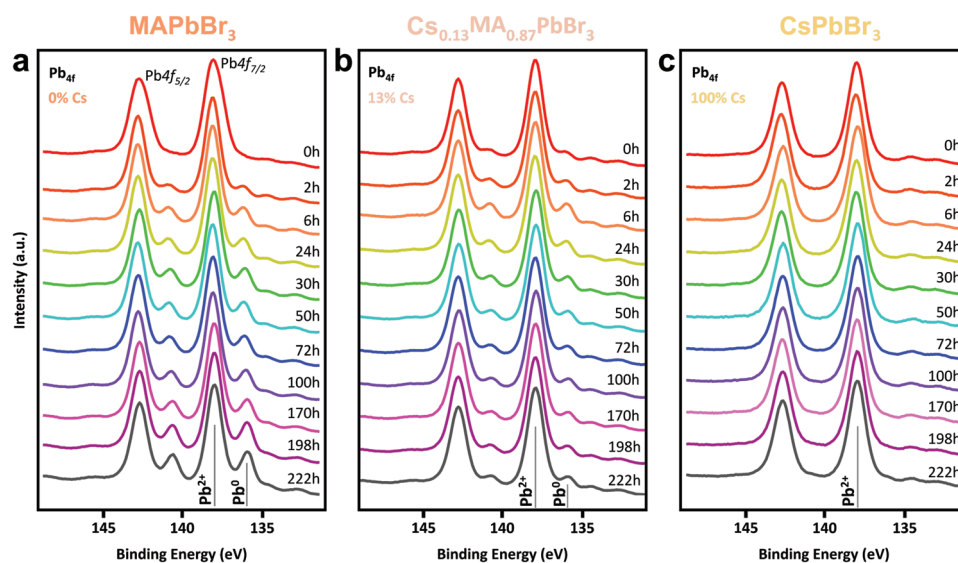 MAPbBr3
Cs0.13MA0.87PbBr3
CsPbBr3
a
Pb4f
0% Cs
Pb4f5/2
Pb4f7/2
0h
2h
6h
24h
30h
50h
72h
100h
170h
198h
222h
Pb2+
Pb0
145
140
135
Binding Energy (eV)
Intensity (a.u.)
b
Pb4f
13% Cs
0h
2h
6h
24h
30h
50h
72h
100h
170h
198h
222h
Pb2+
Pb0
145
140
135
Binding Energy (eV)
c
Pb4f
100% Cs
0h
2h
6h
24h
30h
50h
72h
100h
170h
198h
222h
Pb2+
145
140
135
Binding Energy (eV)